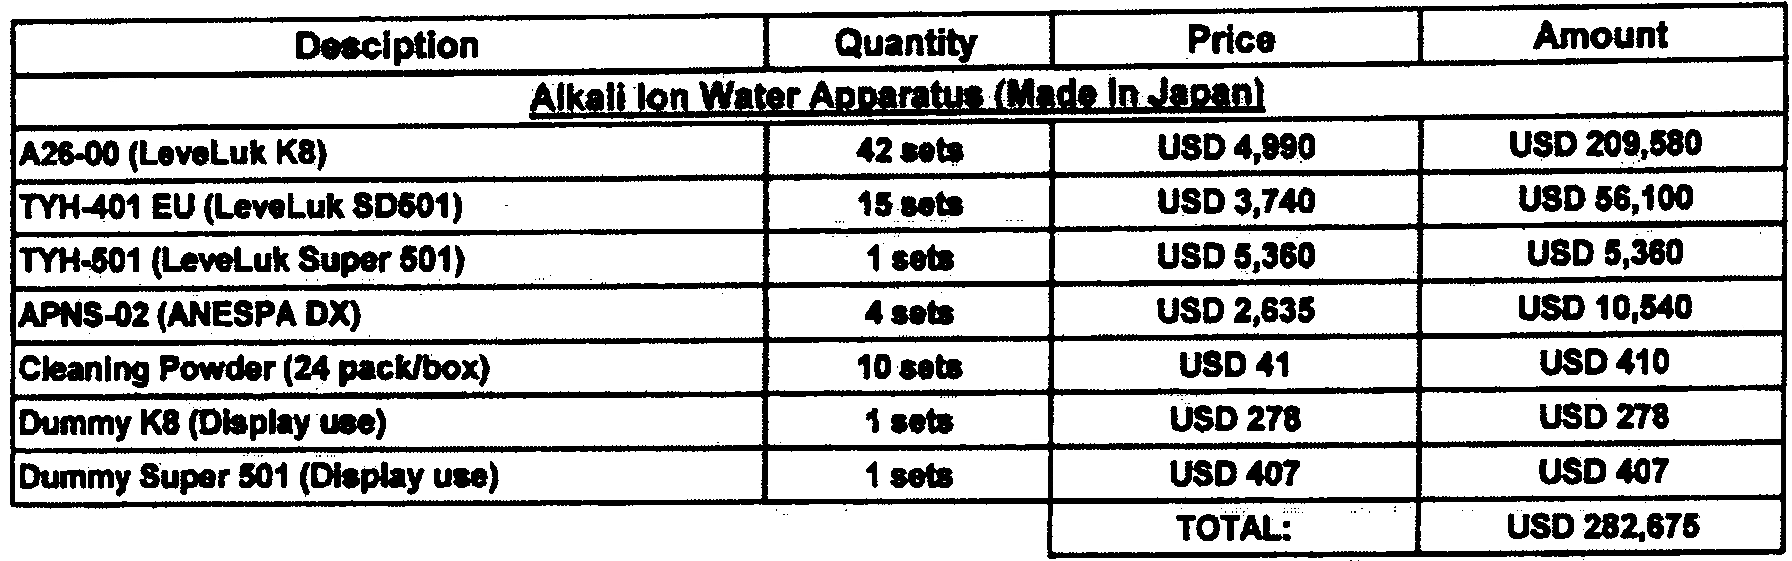 Desciption Quantity Price Amount
Alkali Ion Water Apparatus (Made In Japan)
A26-00 (LeveLuk K8) 42 sets USD 4,990 USD 209,580
TYH-401 EU (LeveLuk SD501) 15 sets USD 3,740 USD 56,100
TYH-501 (LeveLuk Super 501) 1 sets USD 5,360 USD 5,360
APNS-02 (ANESPA DX) 4 sets USD 2,635 USD 10,540
Cleaning Powder (24 pack/box) 10 sets USD 41 USD 410
Dummy K8 (Display use) 1 sets USD 278 USD 278
Dummy Super 501 (Display use) 1 sets USD 407 USD 407
TOTAL: USD 282,675